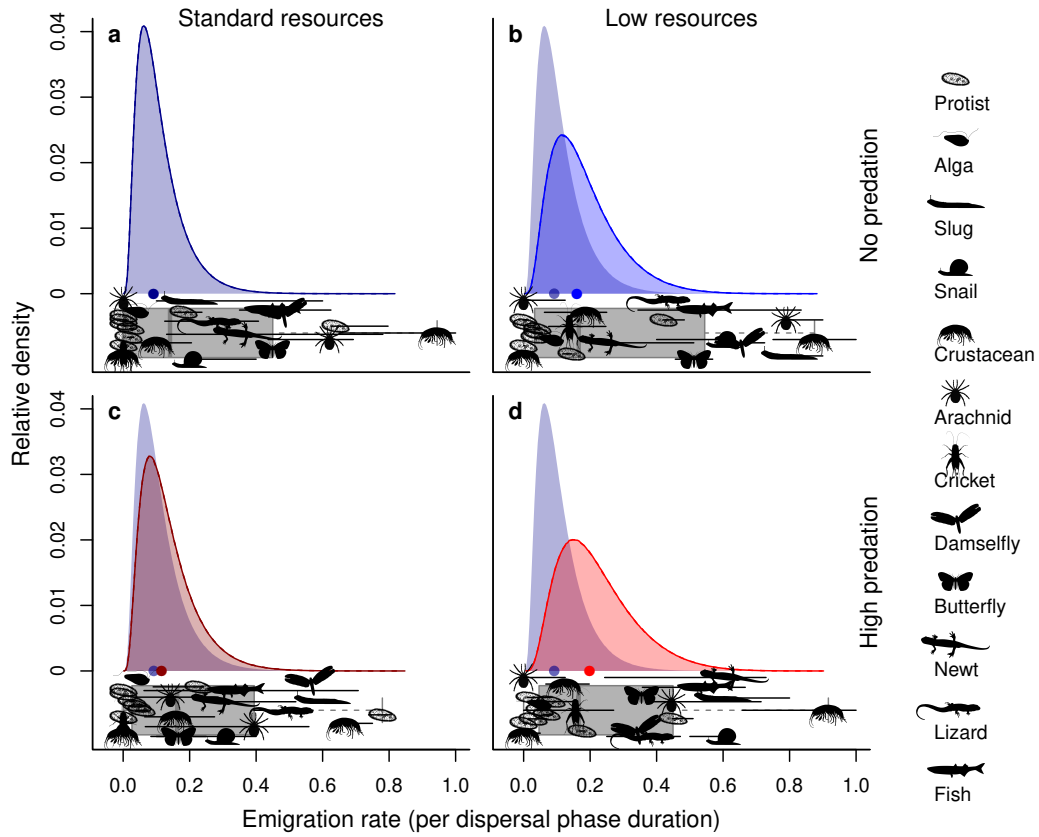 Standard resources
Low resources
a
b
0.04
0.03
0.02
0.01
0
No predation
Relative density
c
d
0.04
0.03
0.02
0.01
0
High predation
0.0 0.2 0.4 0.6 0.8 1.0
0.0 0.2 0.4 0.6 0.8 1.0
Emigration rate (per dispersal phase duration)
Protist
Alga
Slug
Snail
Crustacean
Arachnid
Cricket
Damselfly
Butterfly
Newt
Lizard
Fish